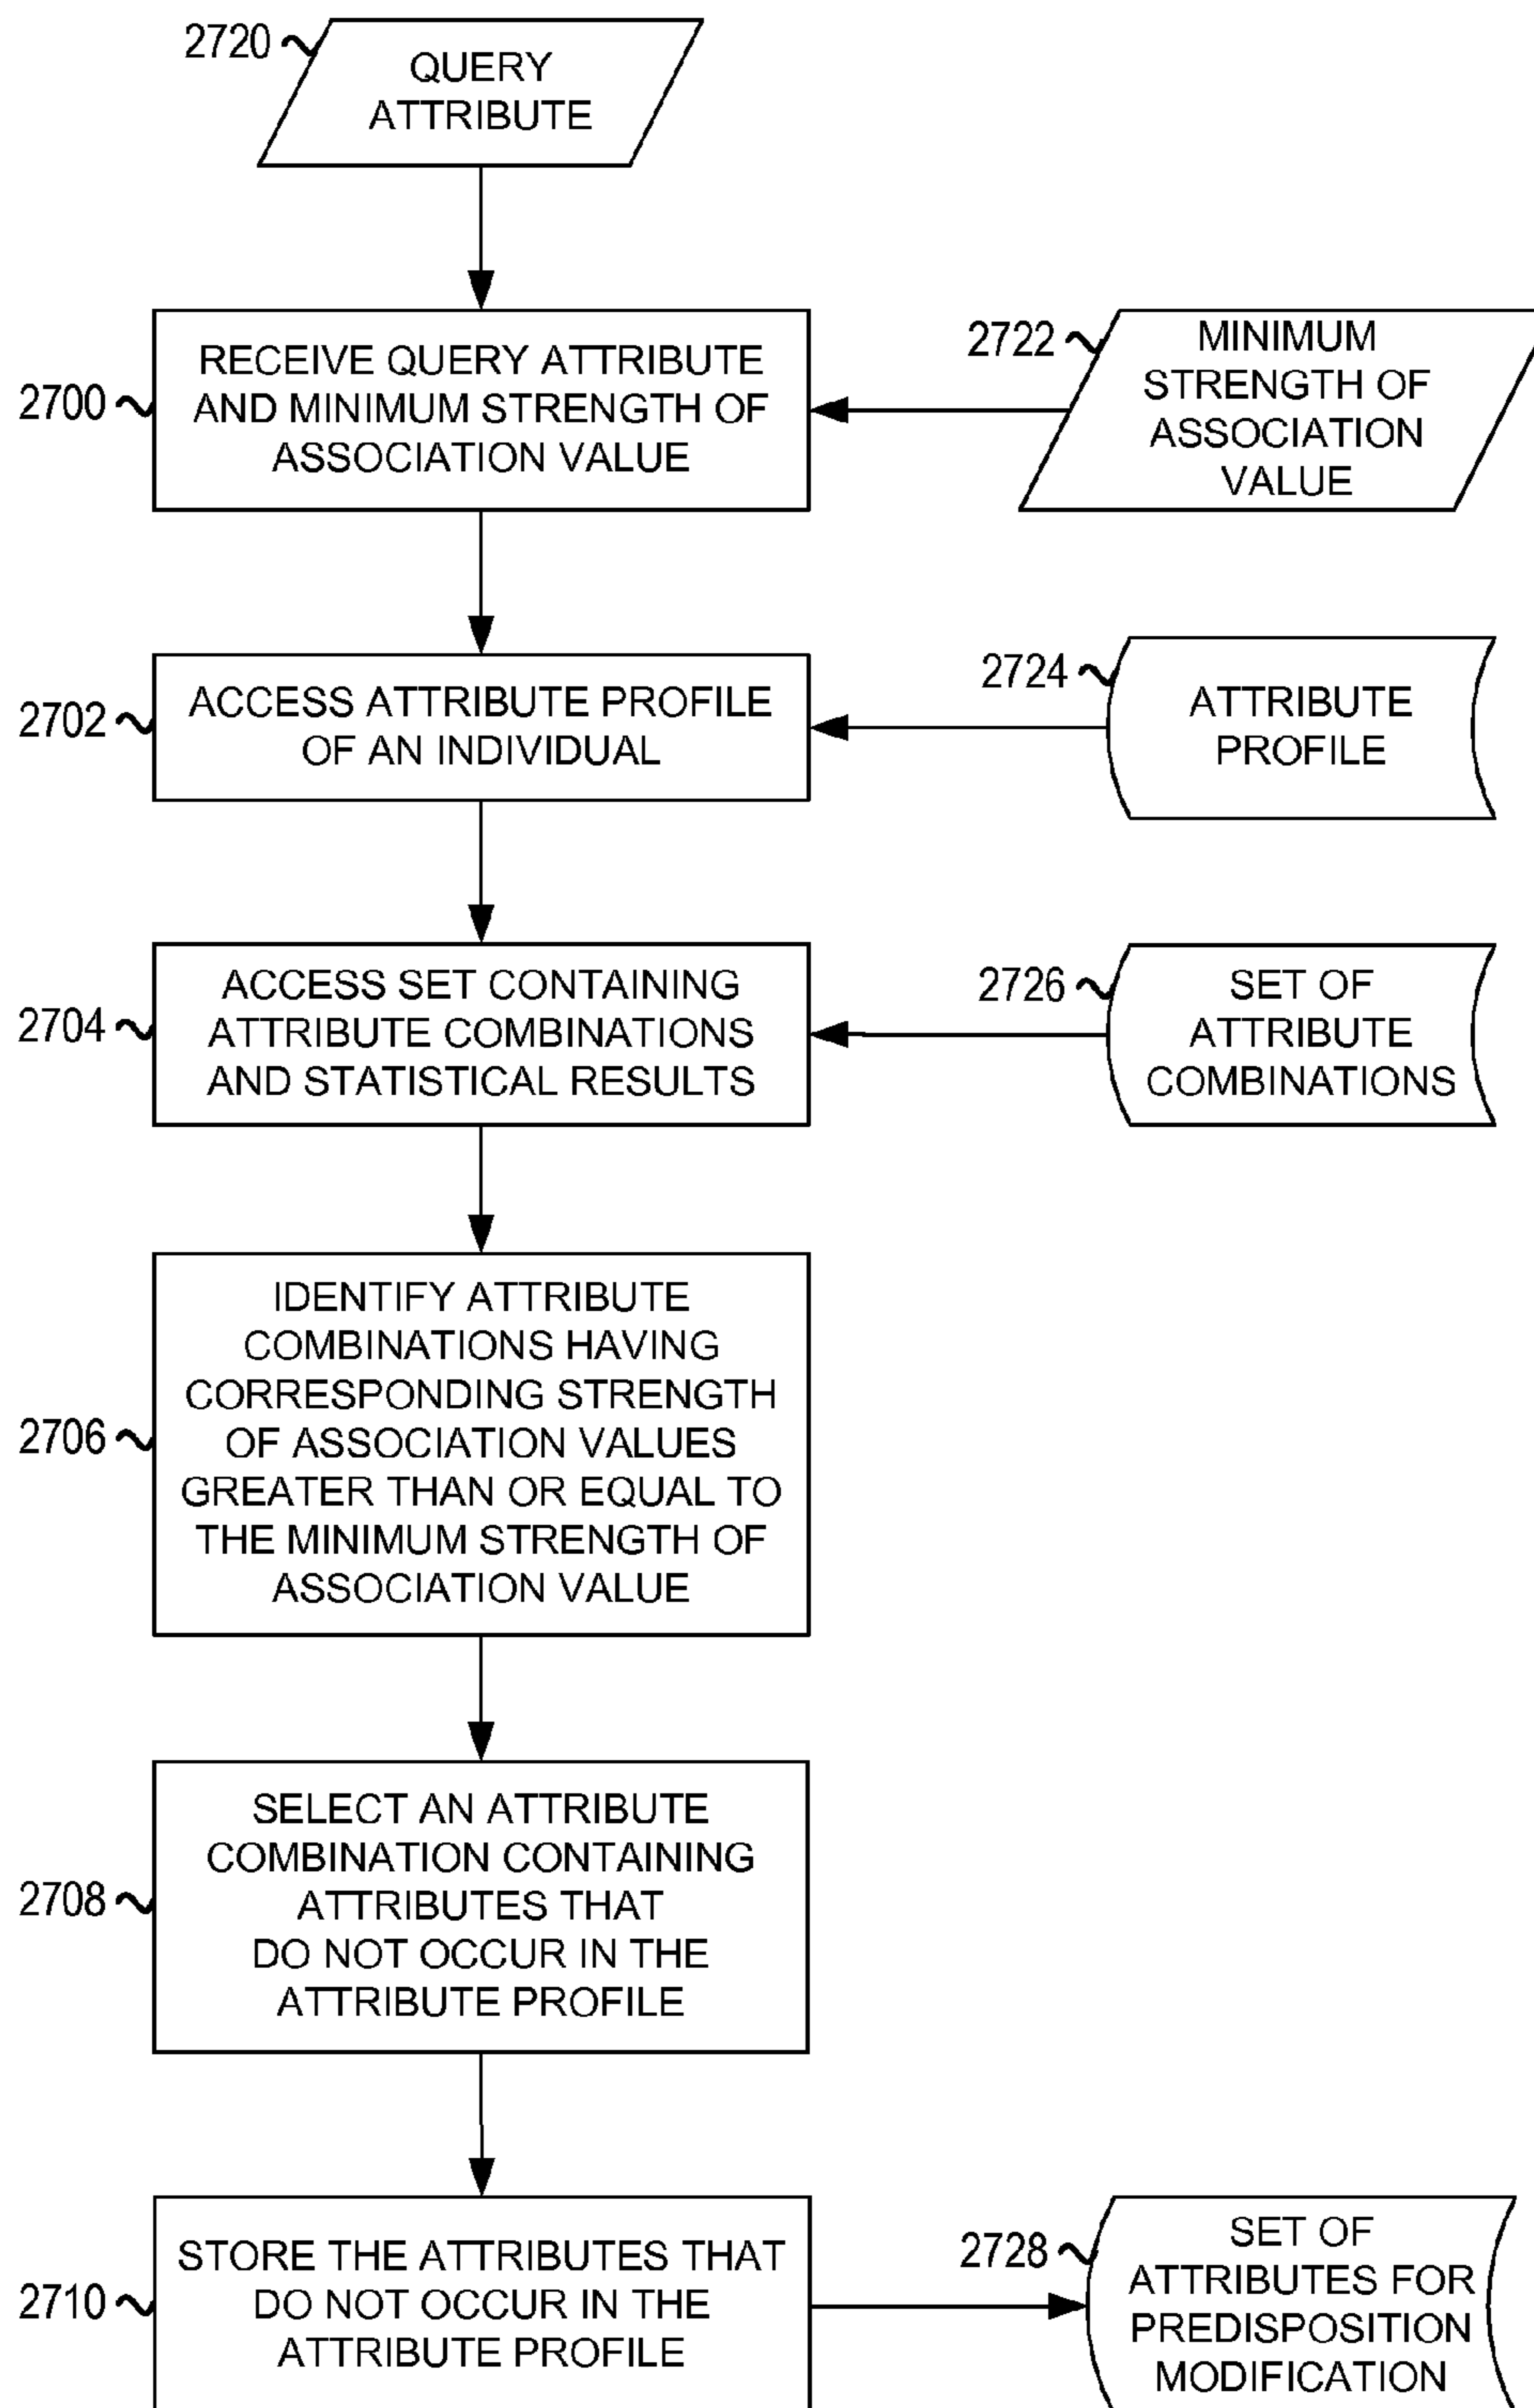 2720
QUERY
ATTRIBUTE
2700
RECEIVE QUERY ATTRIBUTE
AND MINIMUM STRENGTH OF
ASSOCIATION VALUE
2722
MINIMUM
STRENGTH OF
ASSOCIATION
VALUE
2702
ACCESS ATTRIBUTE PROFILE
OF AN INDIVIDUAL
2724
ATTRIBUTE
PROFILE
2704
ACCESS SET CONTAINING
ATTRIBUTE COMBINATIONS
AND STATISTICAL RESULTS
2726
SET OF
ATTRIBUTE
COMBINATIONS
2706
IDENTIFY ATTRIBUTE
COMBINATIONS HAVING
CORRESPONDING STRENGTH
OF ASSOCIATION VALUES
GREATER THAN OR EQUAL TO
THE MINIMUM STRENGTH OF
ASSOCIATION VALUE
2708
SELECT AN ATTRIBUTE
COMBINATION CONTAINING
ATTRIBUTES THAT
DO NOT OCCUR IN THE
ATTRIBUTE PROFILE
2710
STORE THE ATTRIBUTES THAT
DO NOT OCCUR IN THE
ATTRIBUTE PROFILE
2728
SET OF
ATTRIBUTES FOR
PREDISPOSITION
MODIFICATION